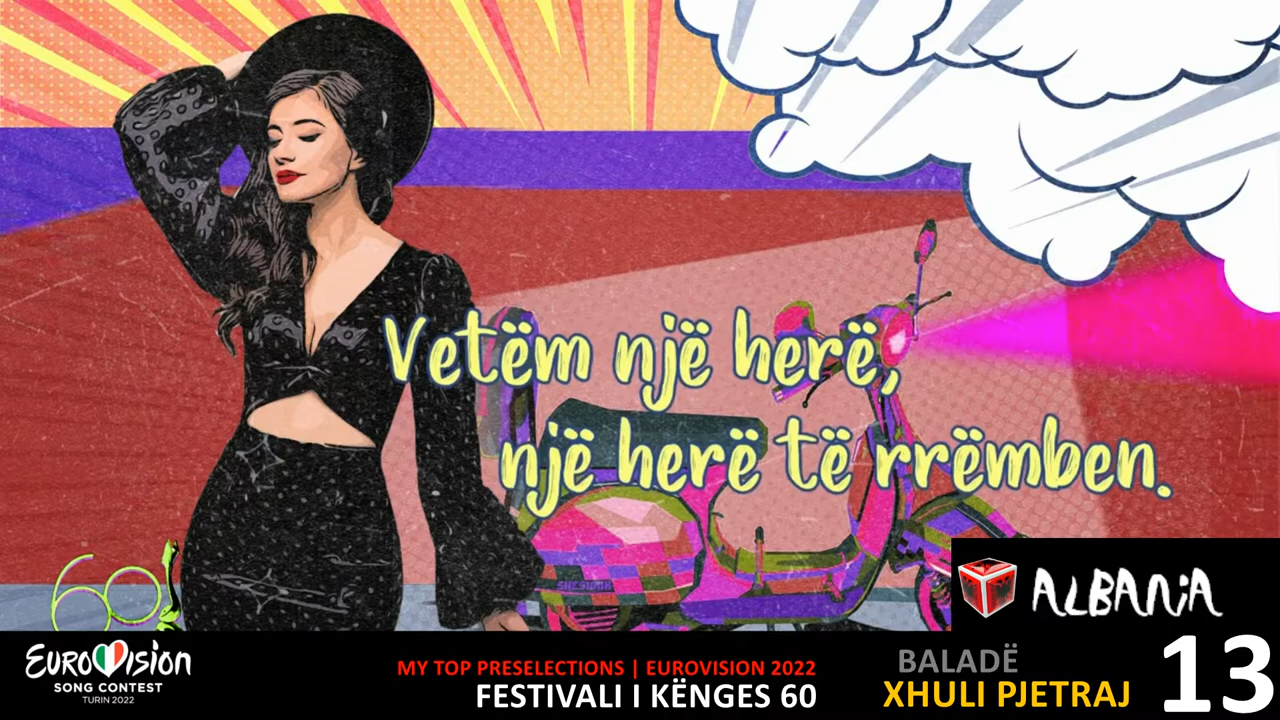 Vetëm një herë,
një herë të rrëmben.
60
ALBANiA
EUROVISION
SONG CONTEST
TURIN 2022
MY TOP PRESELECTIONS | EUROVISION 2022
FESTIVALI I KËNGES 60
BALADË
XHULI PJETRAJ
13